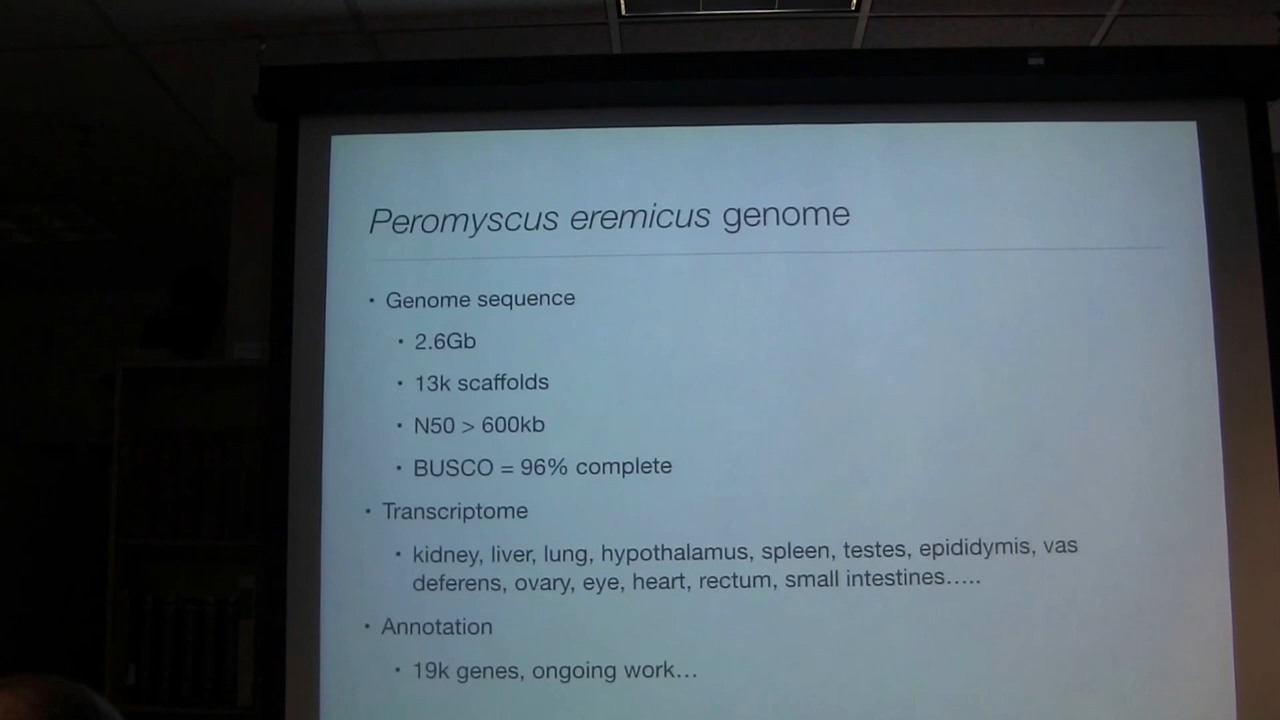 Peromyscus eremicus genome
• Genome sequence
• 2.6Gb
• 13k scaffolds
• N50 > 600kb
• BUSCO = 96% complete
• Transcriptome
• kidney, liver, lung, hypothalamus, spleen, testes, epididymis, vas
deferens, ovary, eye, heart, rectum, small intestines.....
• Annotation
• 19k genes, ongoing work...